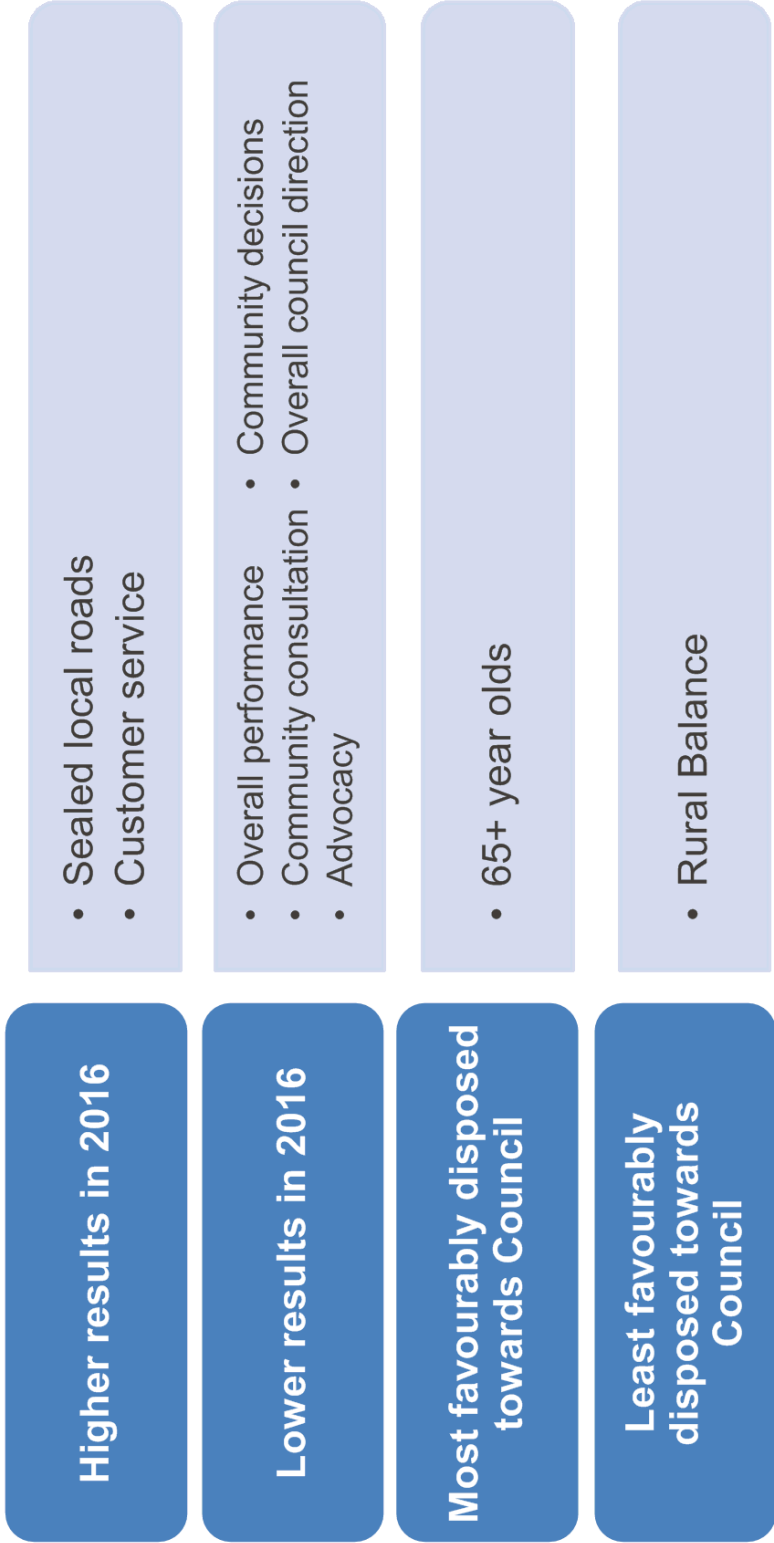 Higher results in 2016
• Sealed local roads
• Customer service
Lower results in 2016
• Overall performance
• Community consultation
• Advocacy
• Community decisions
• Overall council direction
Most favourably disposed
towards Council
• 65+ year olds
Least favourably
disposed towards
Council
• Rural Balance